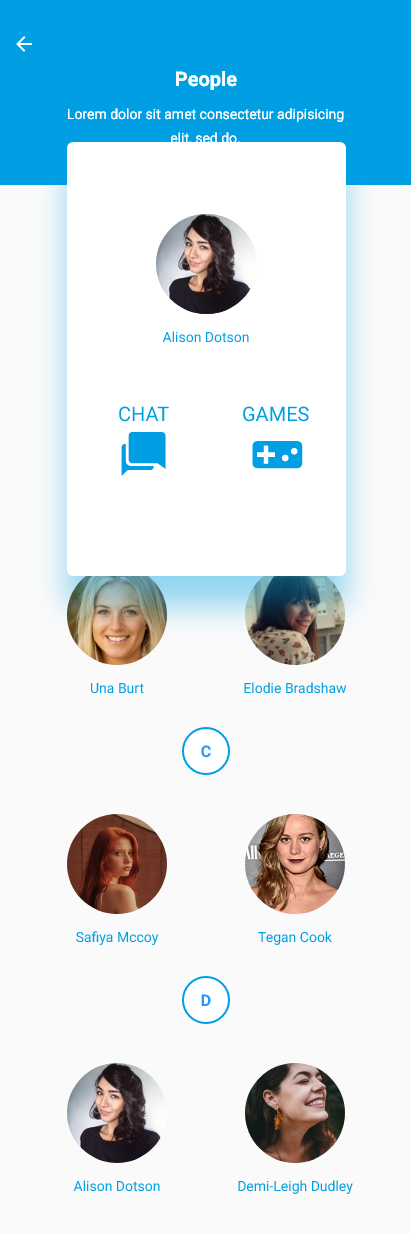 People
Lorem dolor sit amet consectetur adipisicing
elit, sed do.
Alison Dotson
CHAT GAMES
Una Burt Elodie Bradshaw
C
Safiya Mccoy Tegan Cook
D
Alison Dotson Demi-Leigh Dudley